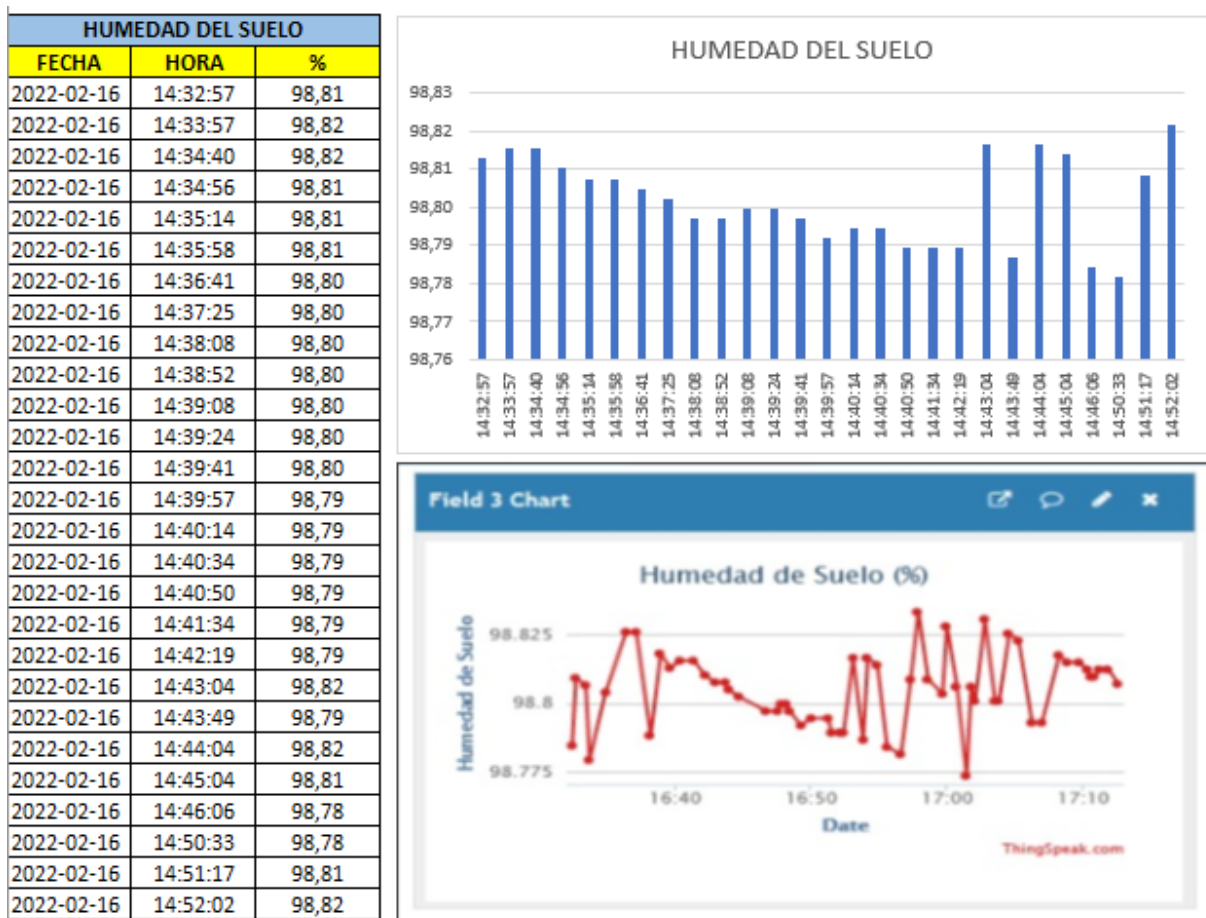 HUMEDAD DEL SUELO
FECHA HORA %
2022-02-16 14:32:57 98,81
2022-02-16 14:33:57 98,82
2022-02-16 14:34:40 98,82
2022-02-16 14:34:56 98,81
2022-02-16 14:35:14 98,81
2022-02-16 14:35:58 98,81
2022-02-16 14:36:41 98,80
2022-02-16 14:37:25 98,80
2022-02-16 14:38:08 98,80
2022-02-16 14:38:52 98,80
2022-02-16 14:39:08 98,80
2022-02-16 14:39:24 98,80
2022-02-16 14:39:41 98,80
2022-02-16 14:39:57 98,79
2022-02-16 14:40:14 98,79
2022-02-16 14:40:34 98,79
2022-02-16 14:40:50 98,79
2022-02-16 14:41:34 98,79
2022-02-16 14:42:19 98,79
2022-02-16 14:43:04 98,82
2022-02-16 14:43:49 98,79
2022-02-16 14:44:04 98,82
2022-02-16 14:45:04 98,81
2022-02-16 14:46:06 98,78
2022-02-16 14:50:33 98,78
2022-02-16 14:51:17 98,81
2022-02-16 14:52:02 98,82
HUMEDAD DEL SUELO
98,83
98,82
98,81
98,80
98,79
98,78
98,77
98,76
14:32:57
14:33:57
14:34:40
14:34:56
14:35:14
14:35:58
14:36:41
14:37:25
14:38:08
14:38:52
14:39:08
14:39:24
14:39:41
14:39:57
14:40:14
14:40:34
14:40:50
14:41:34
14:42:19
14:43:04
14:43:49
14:44:04
14:45:04
14:46:06
14:50:33
14:51:17
14:52:02
Field 3 Chart
Humedad de Suelo (%)
Humedad de Suelo
98.825
98.8
98.775
16:40 16:50 17:00 17:10
Date
ThingSpeak.com